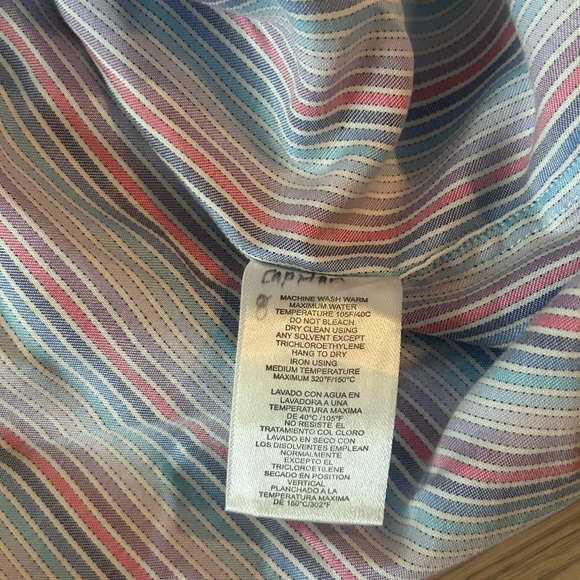 MACHINE WASH WARM
MAXIMUM WATER
TEMPERATURE 105F/40C
DO NOT BLEACH
DRY CLEAN USING
ANY SOLVENT EXCEPT
TRICHLOROETHYLENE
HANG TO DRY
IRON USING
MEDIUM TEMPERATURE
MAXIMUM 320°F/150°C
LAVADO CON AGUA EN
LAVADORA A UNA
TEMPERATURA MAXIMA
DE 40°C /105°F
NO RESISTE EL
TRATAMIENTO CON CLORO
LAVADO EN SECO CON
LOS DISOLVENTES EMPLEAN
NORMALMENTE
EXCEPTO EL
TRICLOROETILENE
SECADO EN POSITION
VERTICAL
PLANCHADO A LA
TEMPERATURA MAXIMA
DE 150°C/302°F